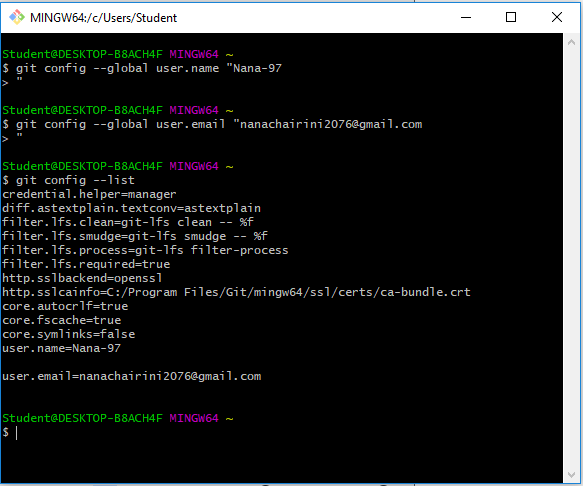 MINGW64:/c/Users/Student
Student@DESKTOP-B8ACH4F MINGW64 ~
$ git config --global user.name "Nana-97
> "
Student@DESKTOP-B8ACH4F MINGW64 ~
$ git config --global user.email "nanachairini2076@gmail.com
> "
Student@DESKTOP-B8ACH4F MINGW64 ~
$ git config --list
credential.helper=manager
diff.astextplain.textconv=astextplain
filter.lfs.clean=git-lfs clean -- %f
filter.lfs.smudge=git-lfs smudge -- %f
filter.lfs.process=git-lfs filter-process
filter.lfs.required=true
http.sslbackend=openssl
http.sslcainfo=C:/Program Files/Git/mingw64/ssl/certs/ca-bundle.crt
core.autocrlf=true
core.fscache=true
core.symlinks=false
user.name=Nana-97
user.email=nanachairini2076@gmail.com
Student@DESKTOP-B8ACH4F MINGW64 ~
$